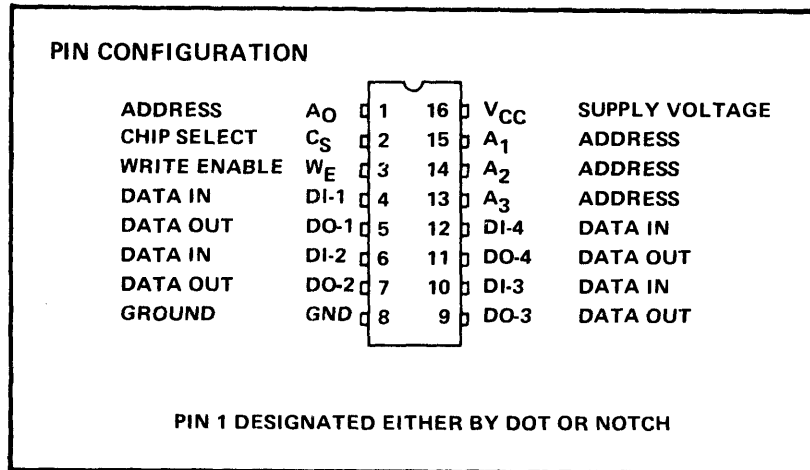 PIN CONFIGURATION
ADDRESS AO 1 16 VCC SUPPLY VOLTAGE
CHIP SELECT CS 2 15 A1 ADDRESS
WRITE ENABLE WE 3 14 A2 ADDRESS
DATA IN DI-1 4 13 A3 ADDRESS
DATA OUT DO-1 5 12 DI-4 DATA IN
DATA IN DI-2 6 11 DO-4 DATA OUT
DATA OUT DO-2 7 10 DI-3 DATA IN
GROUND GND 8 9 DO-3 DATA OUT
PIN 1 DESIGNATED EITHER BY DOT OR NOTCH